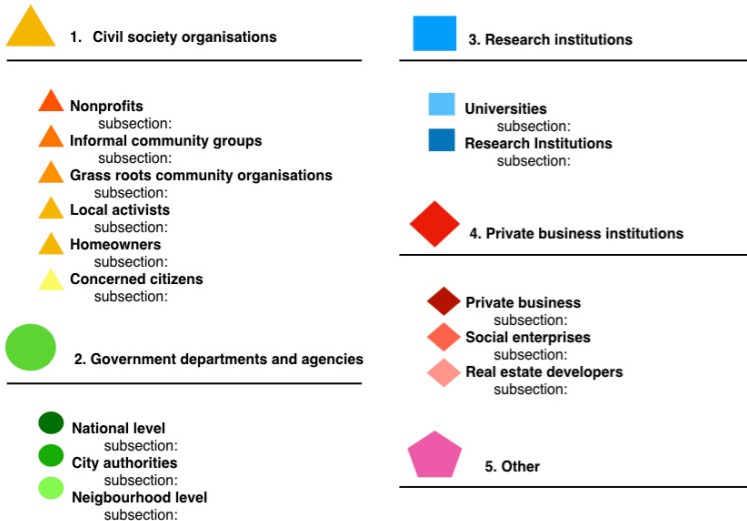 1. Civil society organisations
Nonprofits
subsection:
Informal community groups
subsection:
Grass roots community organisations
subsection:
Local activists
subsection:
Homeowners
subsection:
Concerned citizens
subsection:
2. Government departments and agencies
National level
subsection:
City authorities
subsection:
Neigbourhood level
subsection:
3. Research institutions
Universities
subsection:
Research Institutions
subsection:
4. Private business institutions
Private business
subsection:
Social enterprises
subsection:
Real estate developers
subsection:
5. Other